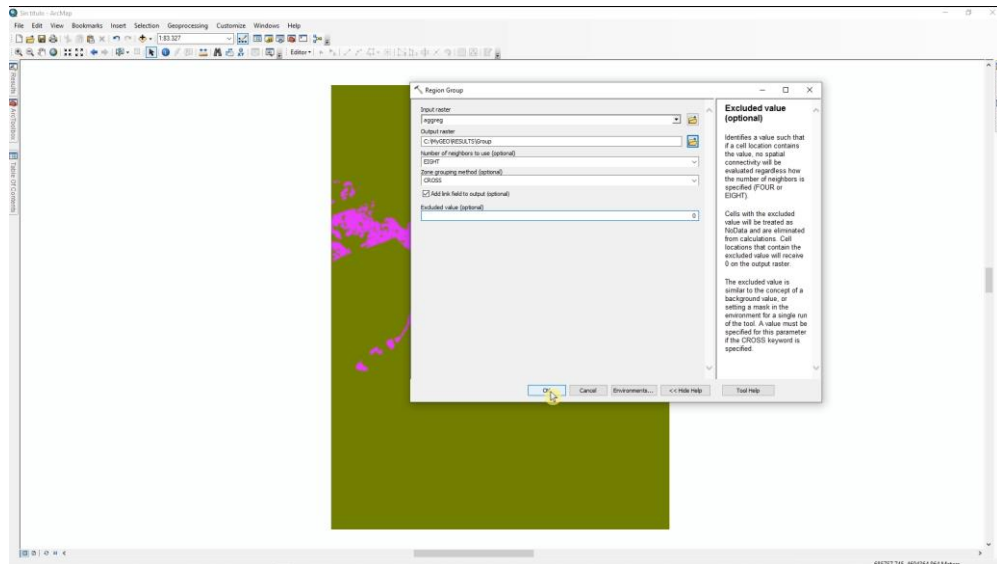 Sin título - ArcMap
File Edit View Bookmarks Insert Selection Geoprocessing Customize Windows Help
1:83.327
Editor
Results
ArcToolbox
Table Of Contents
Region Group
Input raster
aggreg
Output raster
C:\MyGEO\RESULTS\Group
Number of neighbors to use (optional)
EIGHT
Zone grouping method (optional)
CROSS
Add link field to output (optional)
Excluded value (optional)
0
OK Cancel Environments... << Hide Help Tool Help
Excluded value
(optional)
Identifies a value such that
if a cell location contains
the value, no spatial
connectivity will be
evaluated regardless how
the number of neighbors is
specified (FOUR or
EIGHT).
Cells with the excluded
value will be treated as
NoData and are eliminated
from calculations. Cell
locations that contain the
excluded value will receive
0 on the output raster.
The excluded value is
similar to the concept of a
background value, or
setting a mask in the
environment for a single run
of the tool. A value must be
specified for this parameter
if the CROSS keyword is
specified.